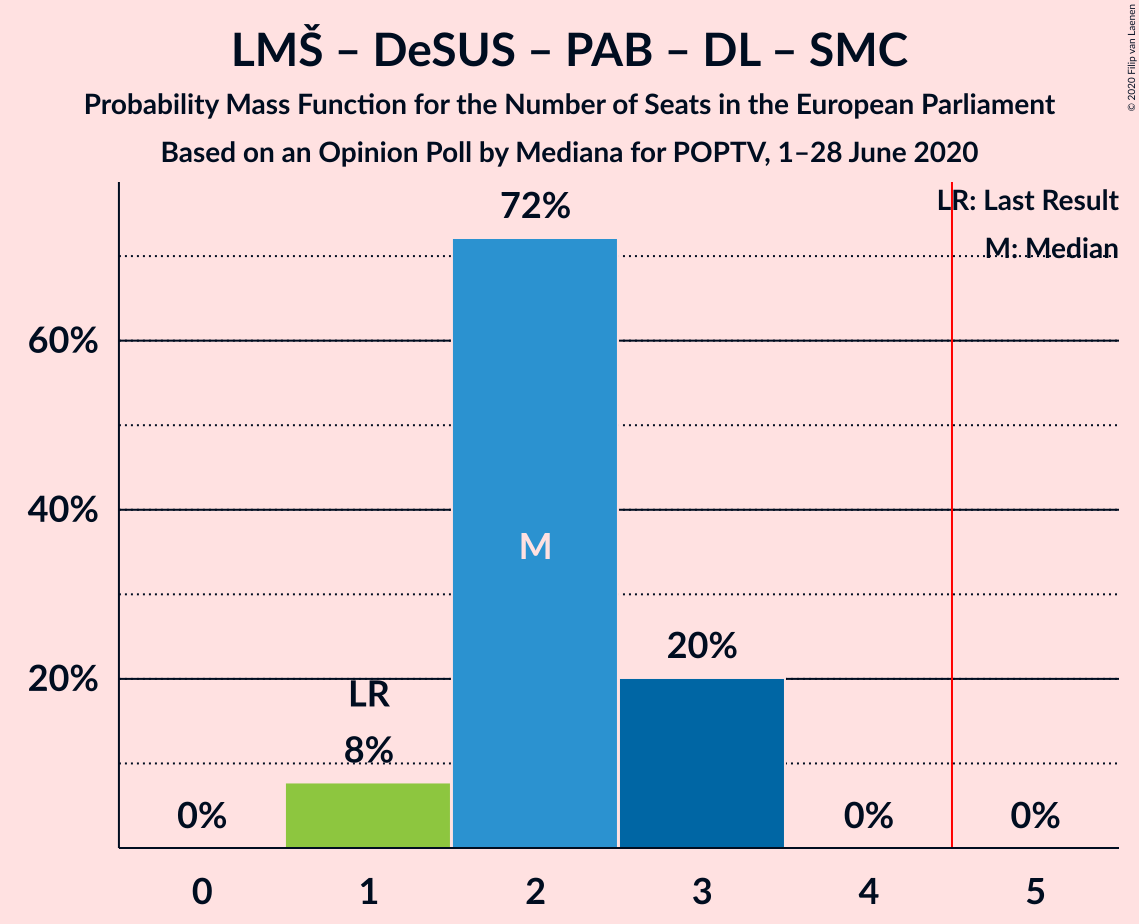 LMŠ – DeSUS – PAB – DL – SMC
Probability Mass Function for the Number of Seats in the European Parliament
Based on an Opinion Poll by Mediana for POPTV, 1–28 June 2020
© 2020 Filip van Laenen
LR: Last Result
M: Median
72%
60%
40%
M
20%
20%
LR
8%
0%
0%
0%
0 1 2 3 4 5